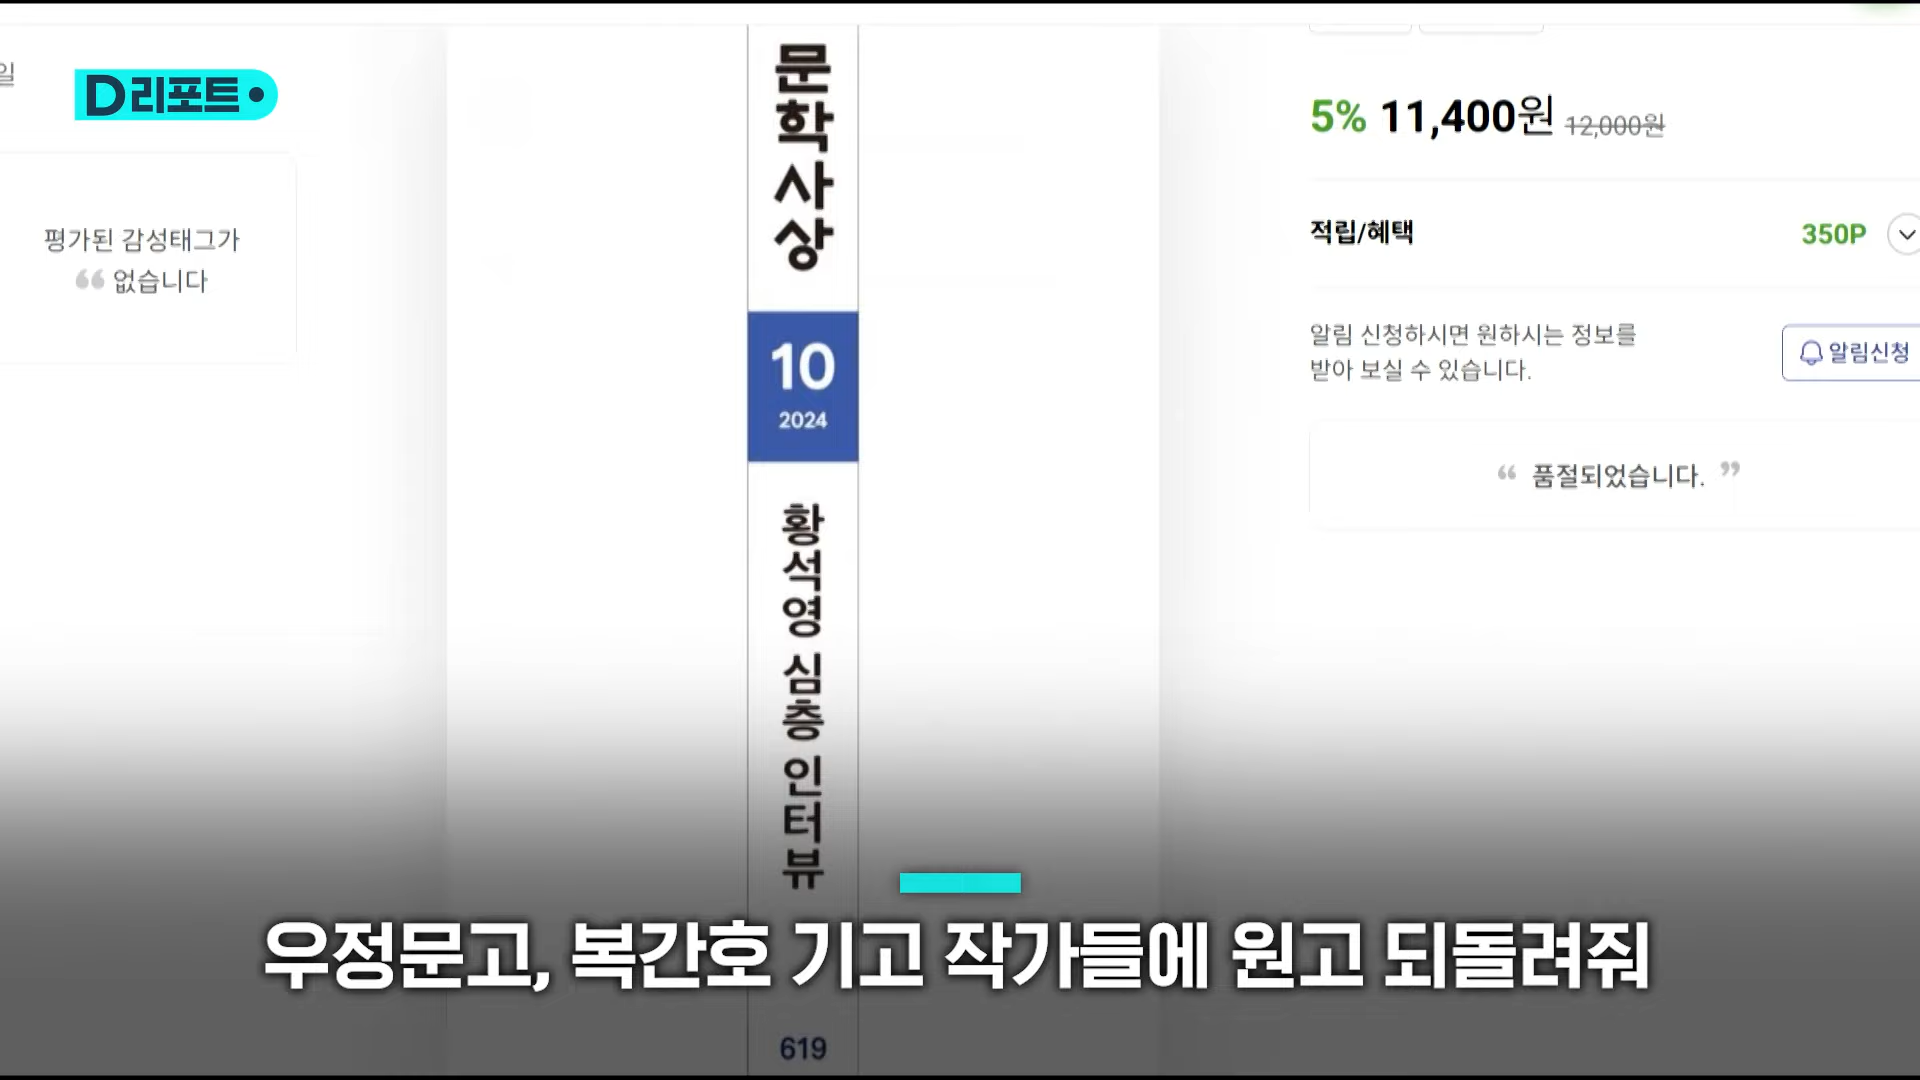 일
D리포트
평가된 감성태그가
“ 없습니다
문학사상
10
2024
황석영 심층 인터뷰
619
5% 11,400원 12,000원
적립/혜택
350P
알림 신청하시면 원하시는 정보를
받아 보실 수 있습니다.
알림신청
“ 품절되었습니다. ”
우정문고, 복간호 기고 작가들에 원고 되돌려줘